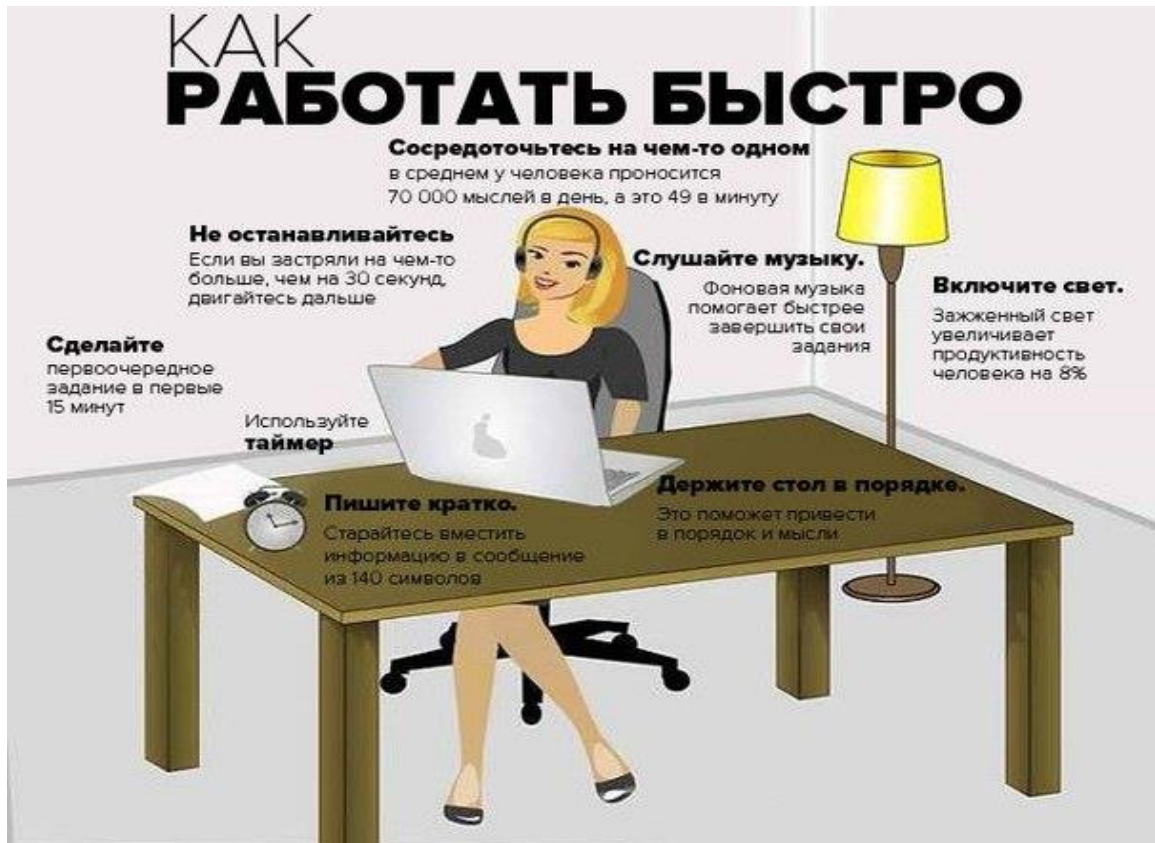 КАК
РАБОТАТЬ БЫСТРО
Сосредоточьтесь на чем-то одном
в среднем у человека проносится
70 000 мыслей в день, а это 49 в минуту
Не останавливайтесь
Если вы застряли на чем-то
больше, чем на 30 секунд,
двигайтесь дальше
Слушайте музыку.
Фоновая музыка
помогает быстрее
завершить свои
задания
Включите свет.
Зажженный свет
увеличивает
продуктивность
человека на 8%
Сделайте
первоочередное
задание в первые
15 минут
Используйте
таймер
Пишите кратко.
Старайтесь вместить
информацию в сообщение
из 140 символов
Держите стол в порядке.
Это поможет привести
в порядок и мысли